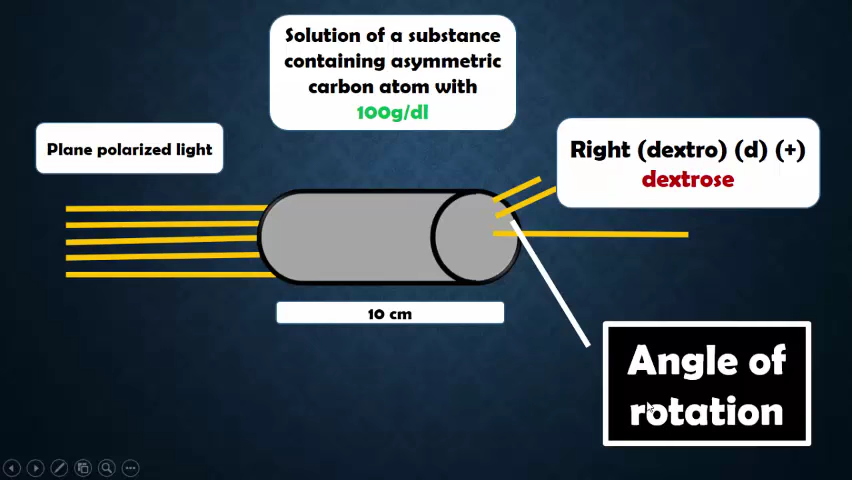 Solution of a substance
containing asymmetric
carbon atom with
100g/dl
Plane polarized light
Right (dextro) (d) (+)
dextrose
10 cm
Angle of
rotation